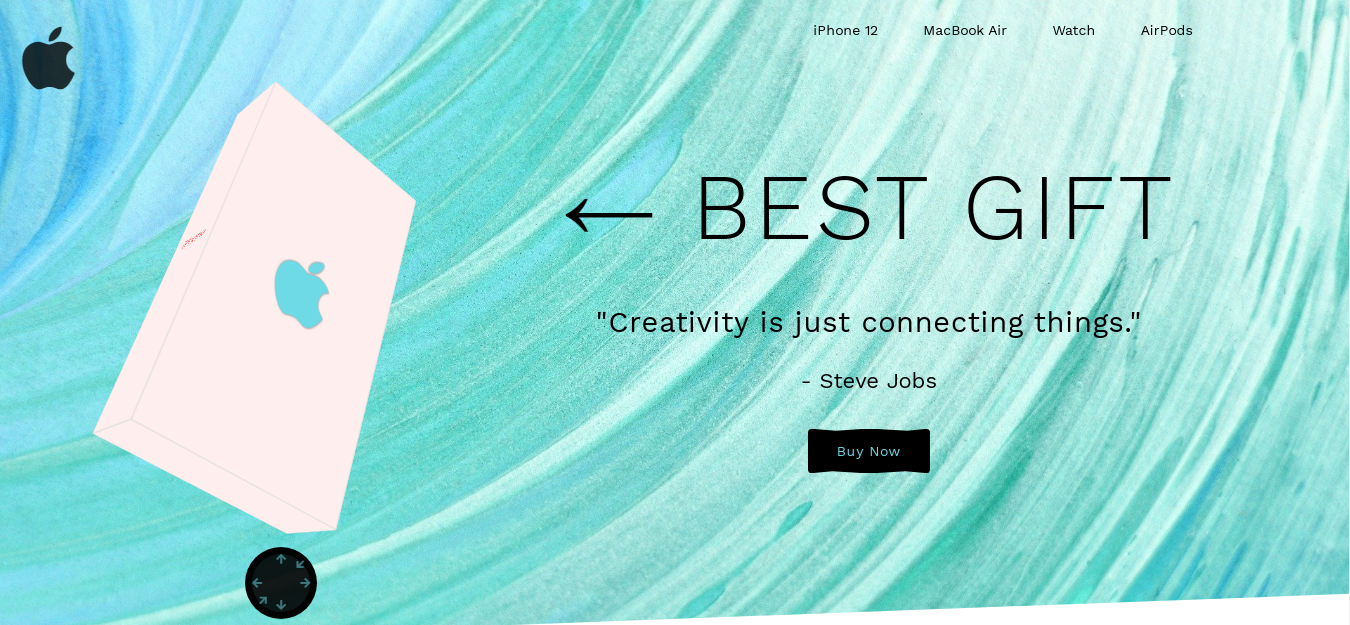 iPhone 12 MacBook Air Watch AirPods
← BEST GIFT
"Creativity is just connecting things."
- Steve Jobs
Buy Now